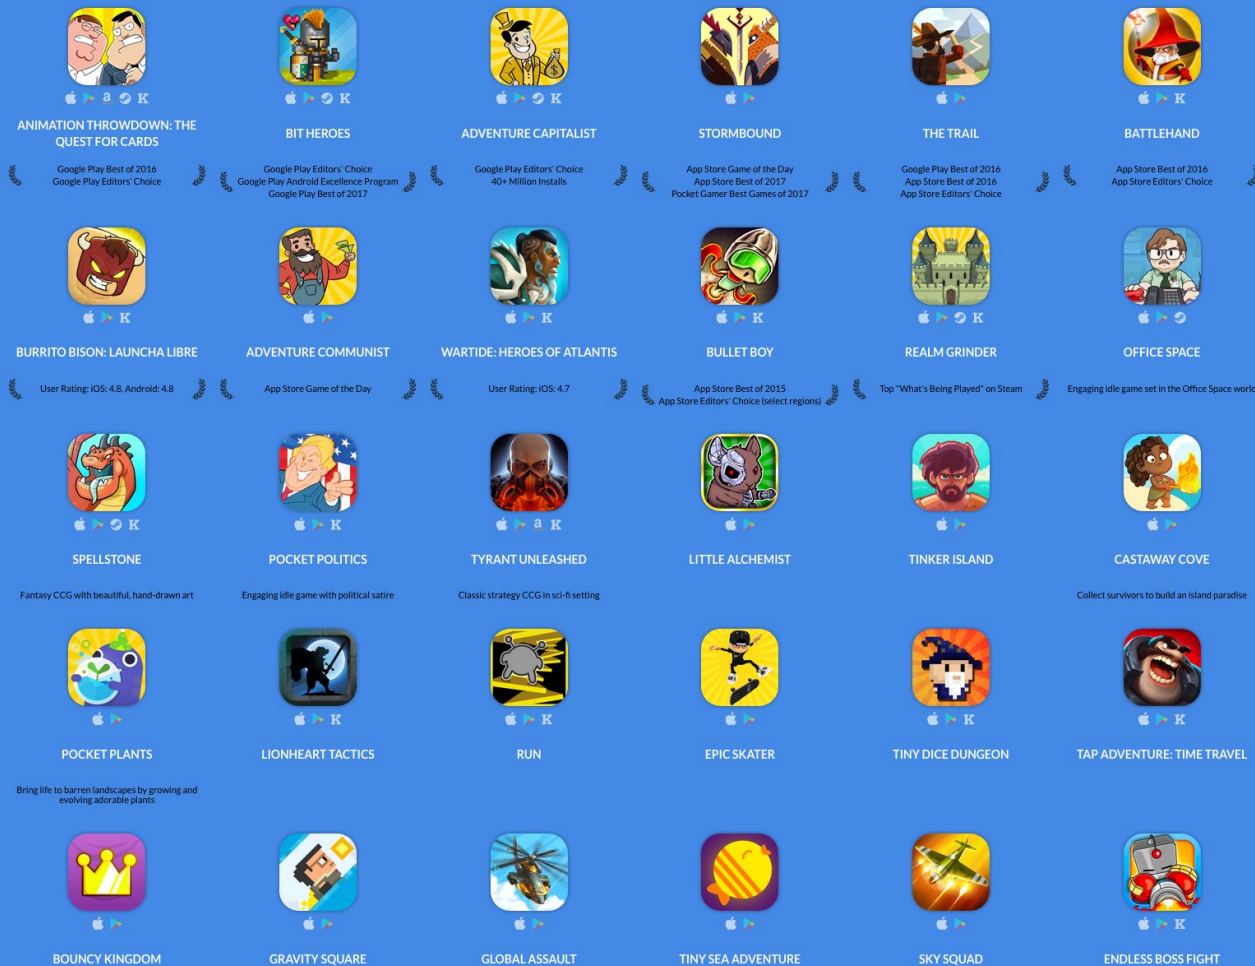 ANIMATION THROWDOWN: THE
QUEST FOR CARDS
Google Play Best of 2016
Google Play Editors' Choice
BIT HEROES
Google Play Editors' Choice
Google Play Android Excellence Program
Google Play Best of 2017
ADVENTURE CAPITALIST
Google Play Editors' Choice
40+ Million Installs
STORMBOUND
App Store Game of the Day
App Store Best of 2017
Pocket Gamer Best Games of 2017
THE TRAIL
Google Play Best of 2016
App Store Best of 2016
App Store Editors' Choice
BATTLEHAND
App Store Best of 2016
App Store Editors' Choice
BURRITO BISON: LAUNCHA LIBRE
User Rating: iOS: 4.8, Android: 4.8
ADVENTURE COMMUNIST
App Store Game of the Day
WARTIDE: HEROES OF ATLANTIS
User Rating: iOS: 4.7
BULLET BOY
App Store Best of 2015
App Store Editors' Choice (select regions)
REALM GRINDER
Top "What's Being Played" on Steam
OFFICE SPACE
Engaging idle game set in the Office Space world
SPELLSTONE
Fantasy CCG with beautiful, hand-drawn art
POCKET POLITICS
Engaging idle game with political satire
TYRANT UNLEASHED
Classic strategy CCG in sci-fi setting
LITTLE ALCHEMIST
TINKER ISLAND
CASTAWAY COVE
Collect survivors to build an island paradise
POCKET PLANTS
Bring life to barren landscapes by growing and
evolving adorable plants
LIONHEART TACTICS
RUN
EPIC SKATER
TINY DICE DUNGEON
TAP ADVENTURE: TIME TRAVEL
BOUNCY KINGDOM
GRAVITY SQUARE
GLOBAL ASSAULT
TINY SEA ADVENTURE
SKY SQUAD
ENDLESS BOSS FIGHT